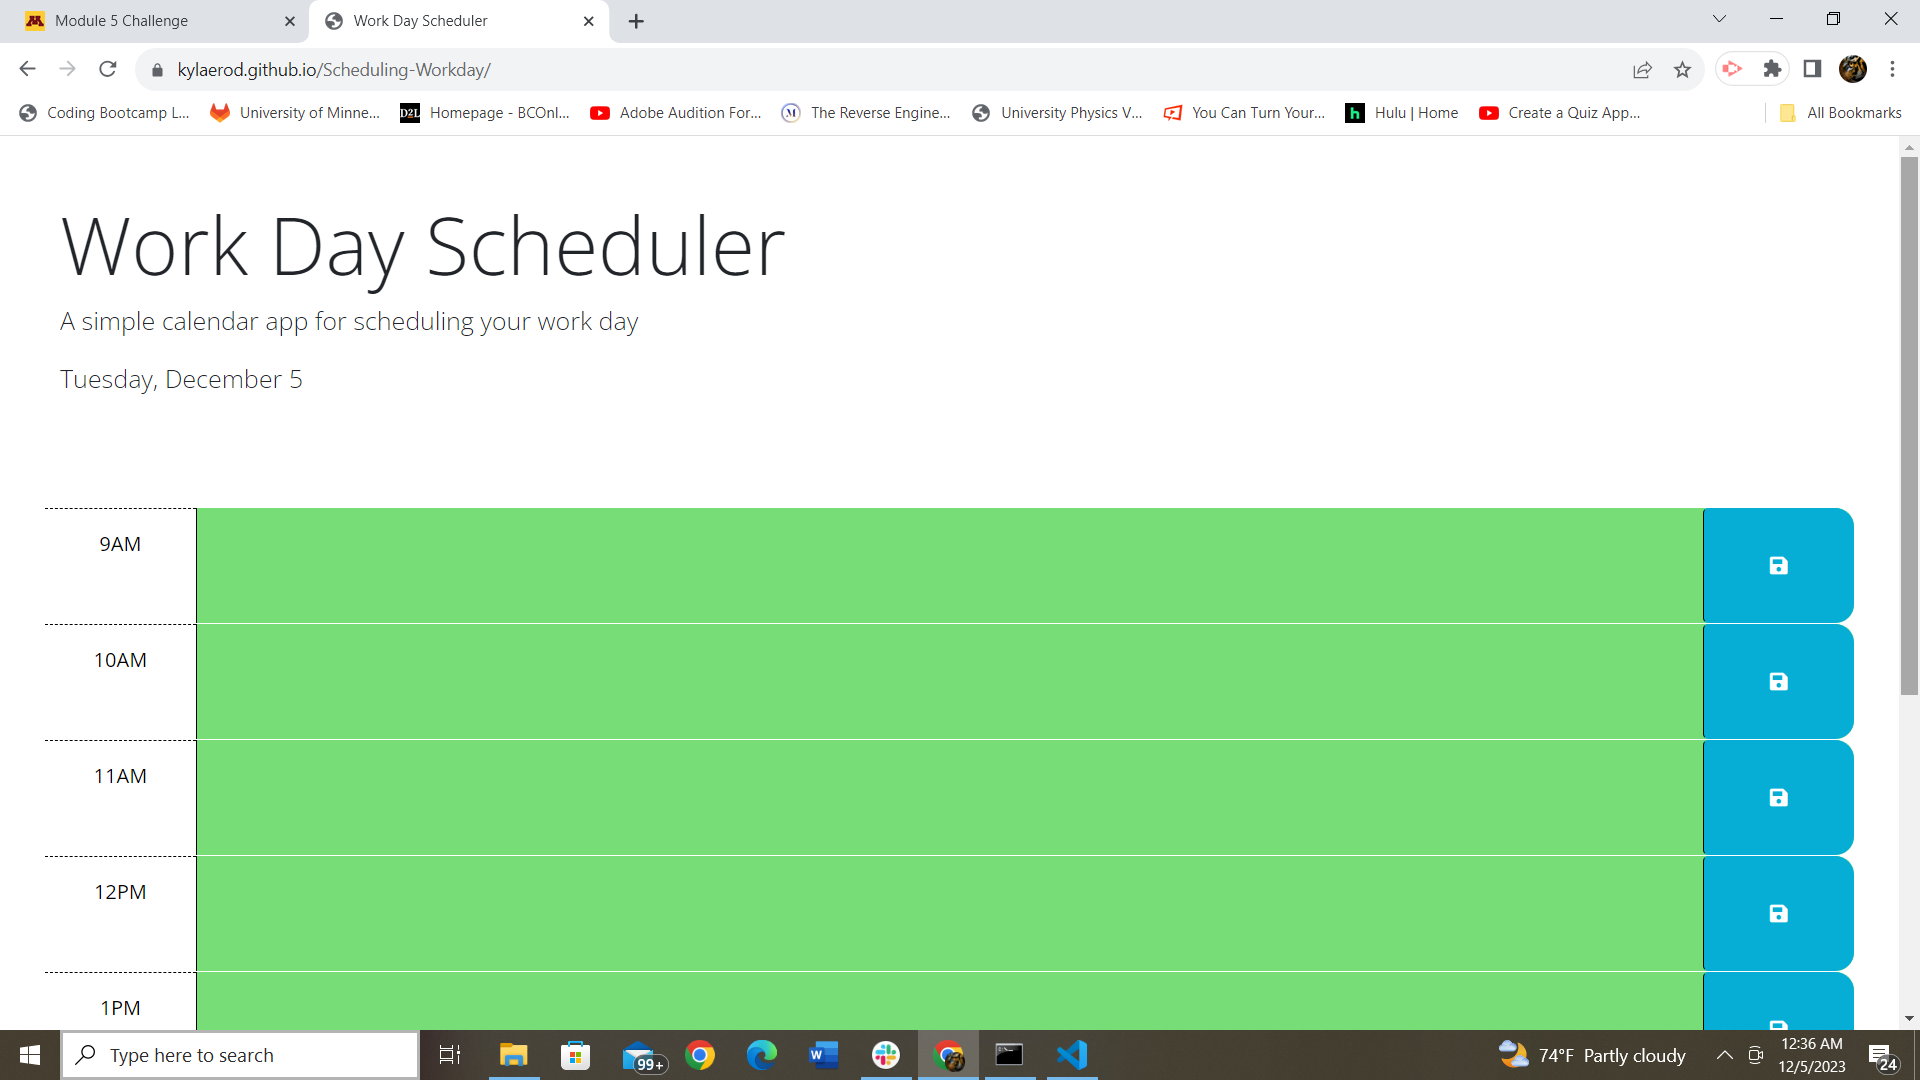 Module 5 Challenge
Work Day Scheduler
kylaerod.github.io/Scheduling-Workday/
Coding Bootcamp L...
University of Minne...
D2L
Homepage - BCOnl...
Adobe Audition For...
M
The Reverse Engine...
University Physics V...
You Can Turn Your...
h
Hulu | Home
Create a Quiz App...
All Bookmarks
Work Day Scheduler
A simple calendar app for scheduling your work day
Tuesday, December 5
9AM
10AM
11AM
12PM
1PM
Type here to search
99+
W
74°F Partly cloudy
12:36 AM
12/5/2023
24